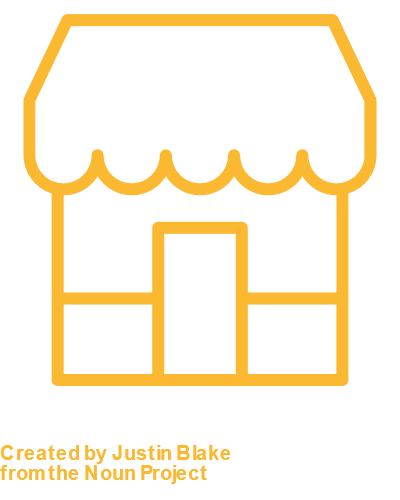 Created by Justin Blake
from the Noun Project